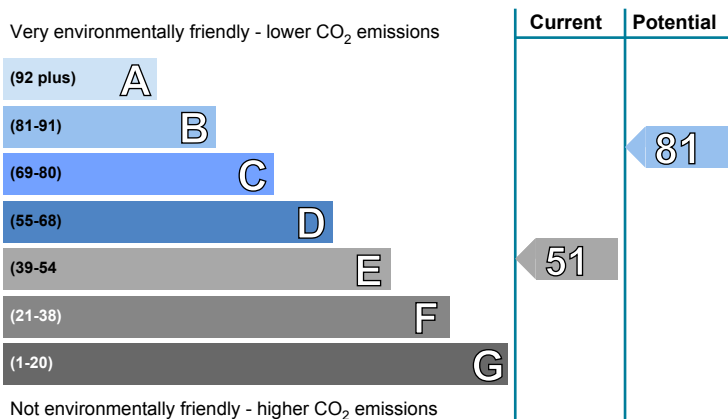 Current Potential
Very environmentally friendly - lower CO2 emissions
(92 plus) A
(81-91) B
81
(69-80) C
(55-68) D
51
(39-54 E
(21-38) F
(1-20) G
Not environmentally friendly - higher CO2 emissions